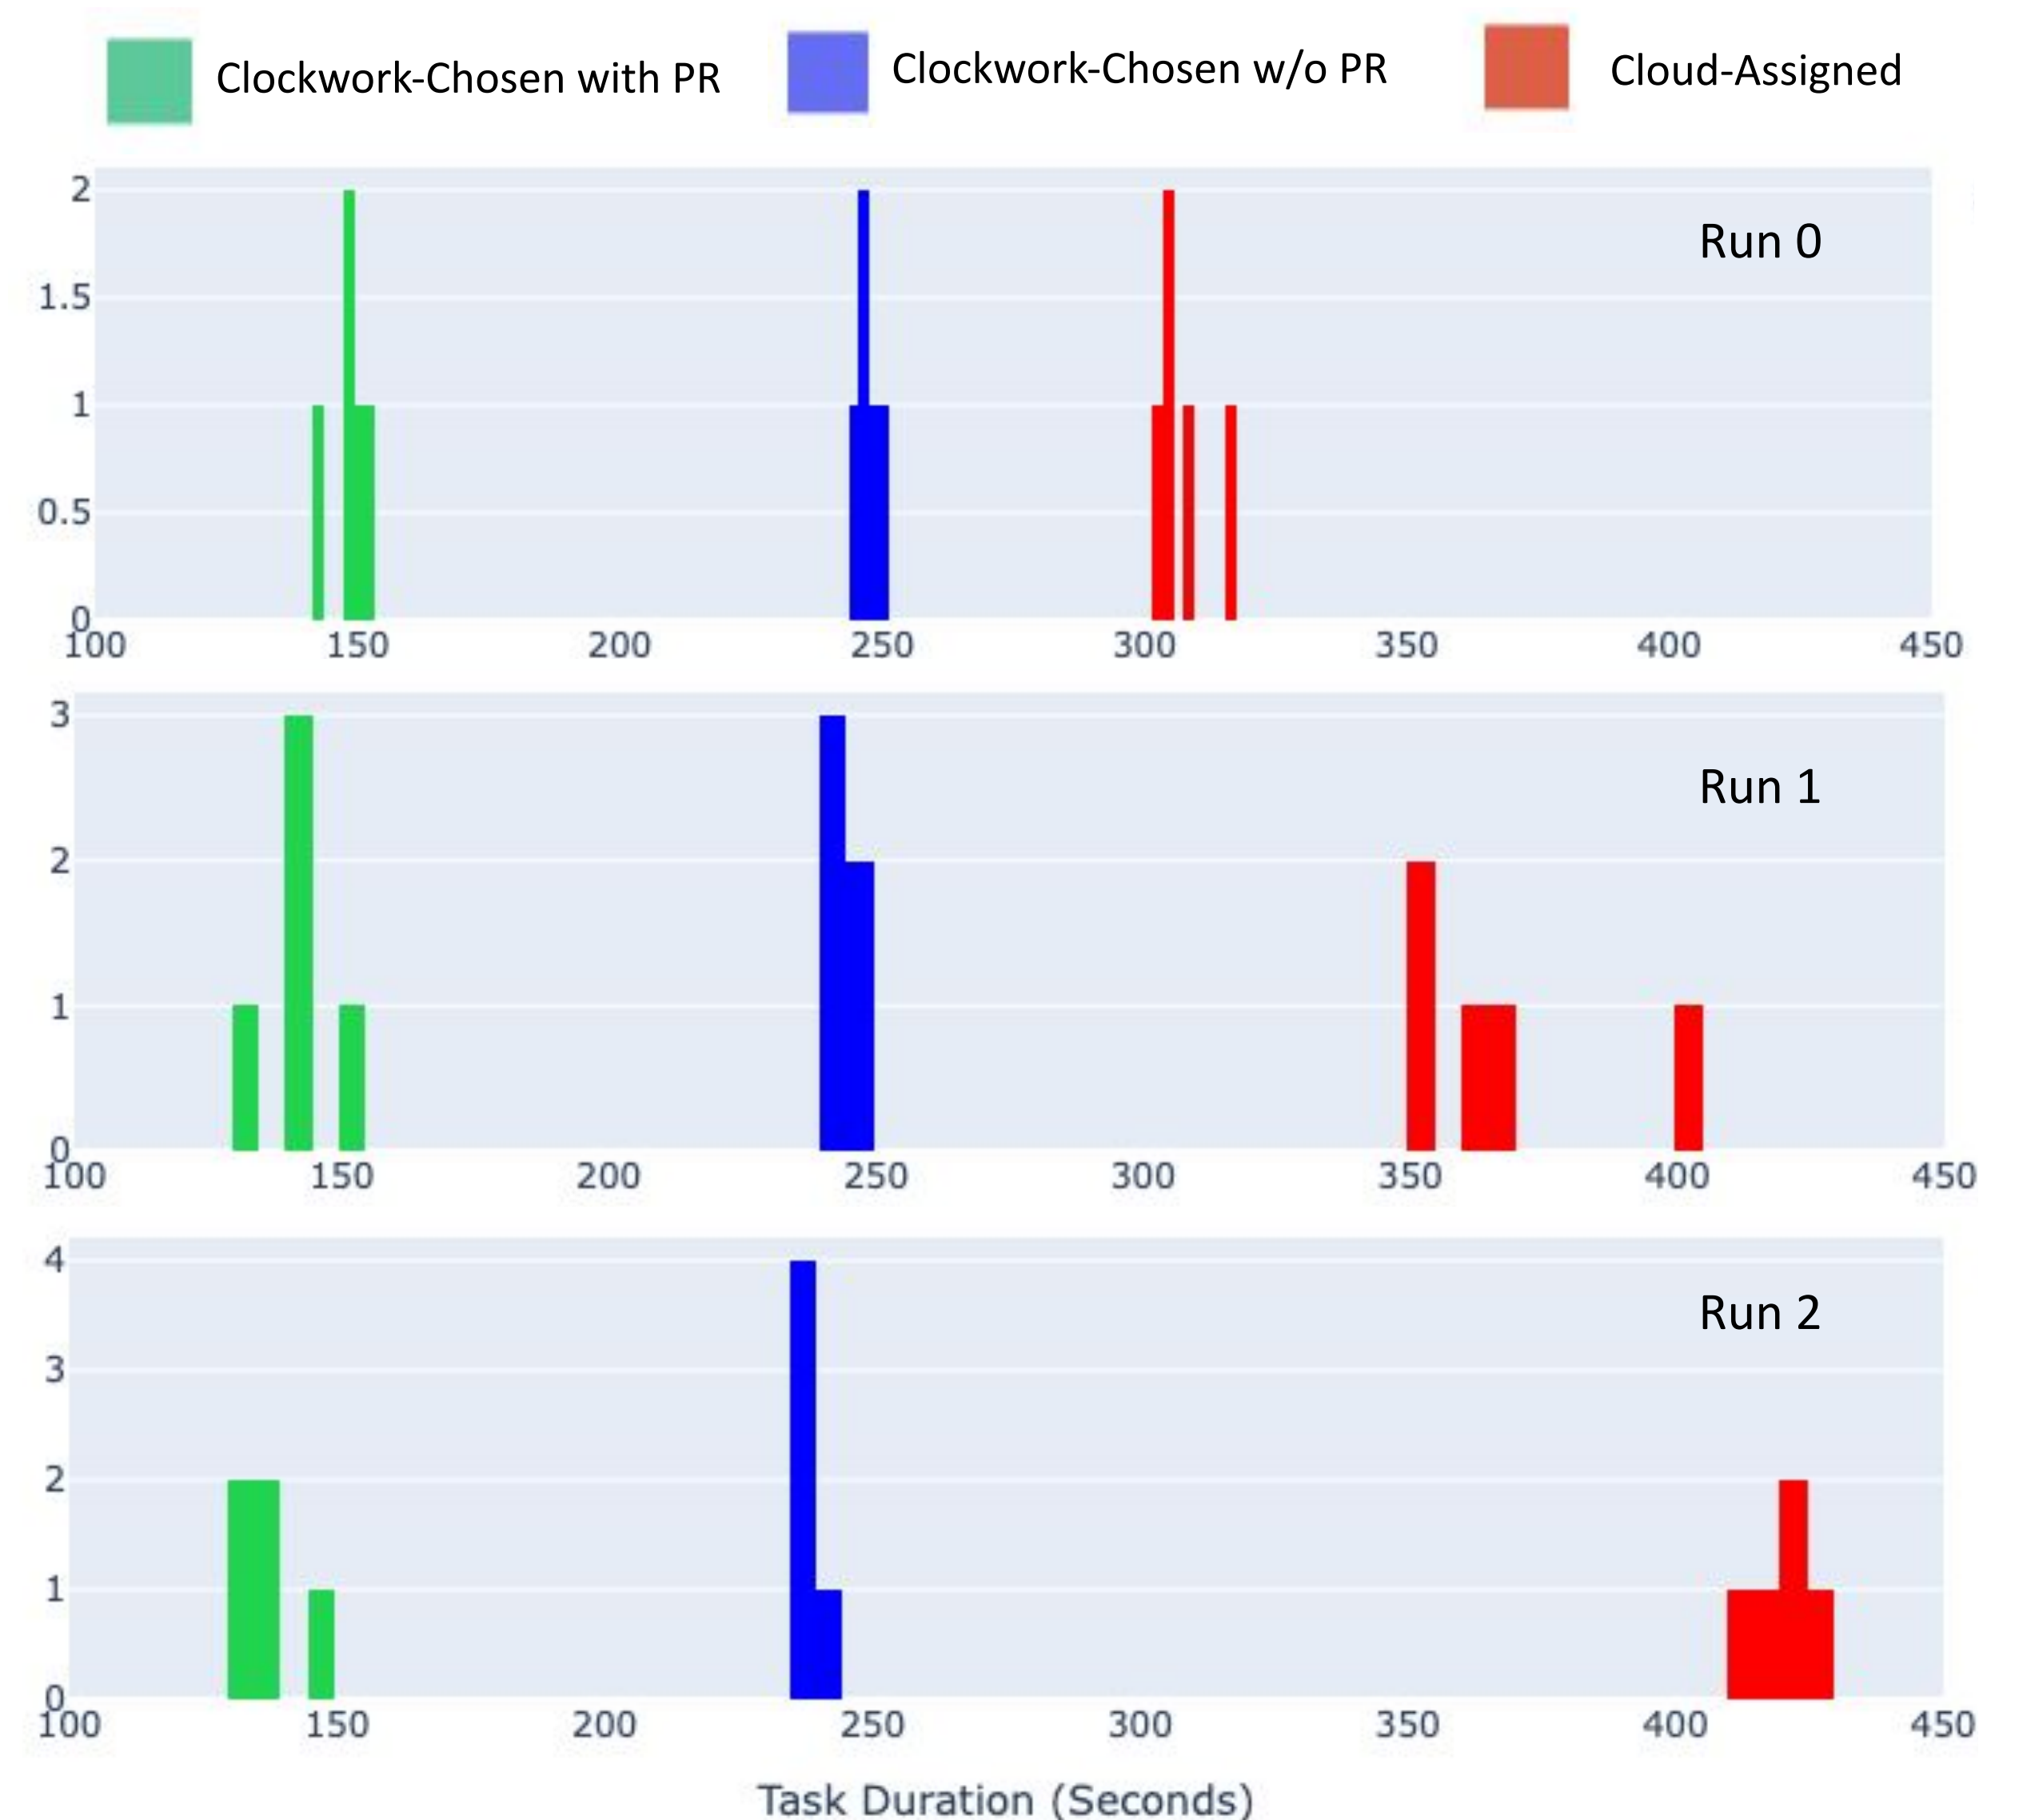 Clockwork-Chosen with PR
Clockwork-Chosen w/o PR
Cloud-Assigned
2
1.5
1
0.5
0
Run 0
100 150 200 250 300 350 400 450
3
2
1
0
Run 1
100 150 200 250 300 350 400 450
4
3
2
1
0
Run 2
100 150 200 250 300 350 400 450
Task Duration (Seconds)